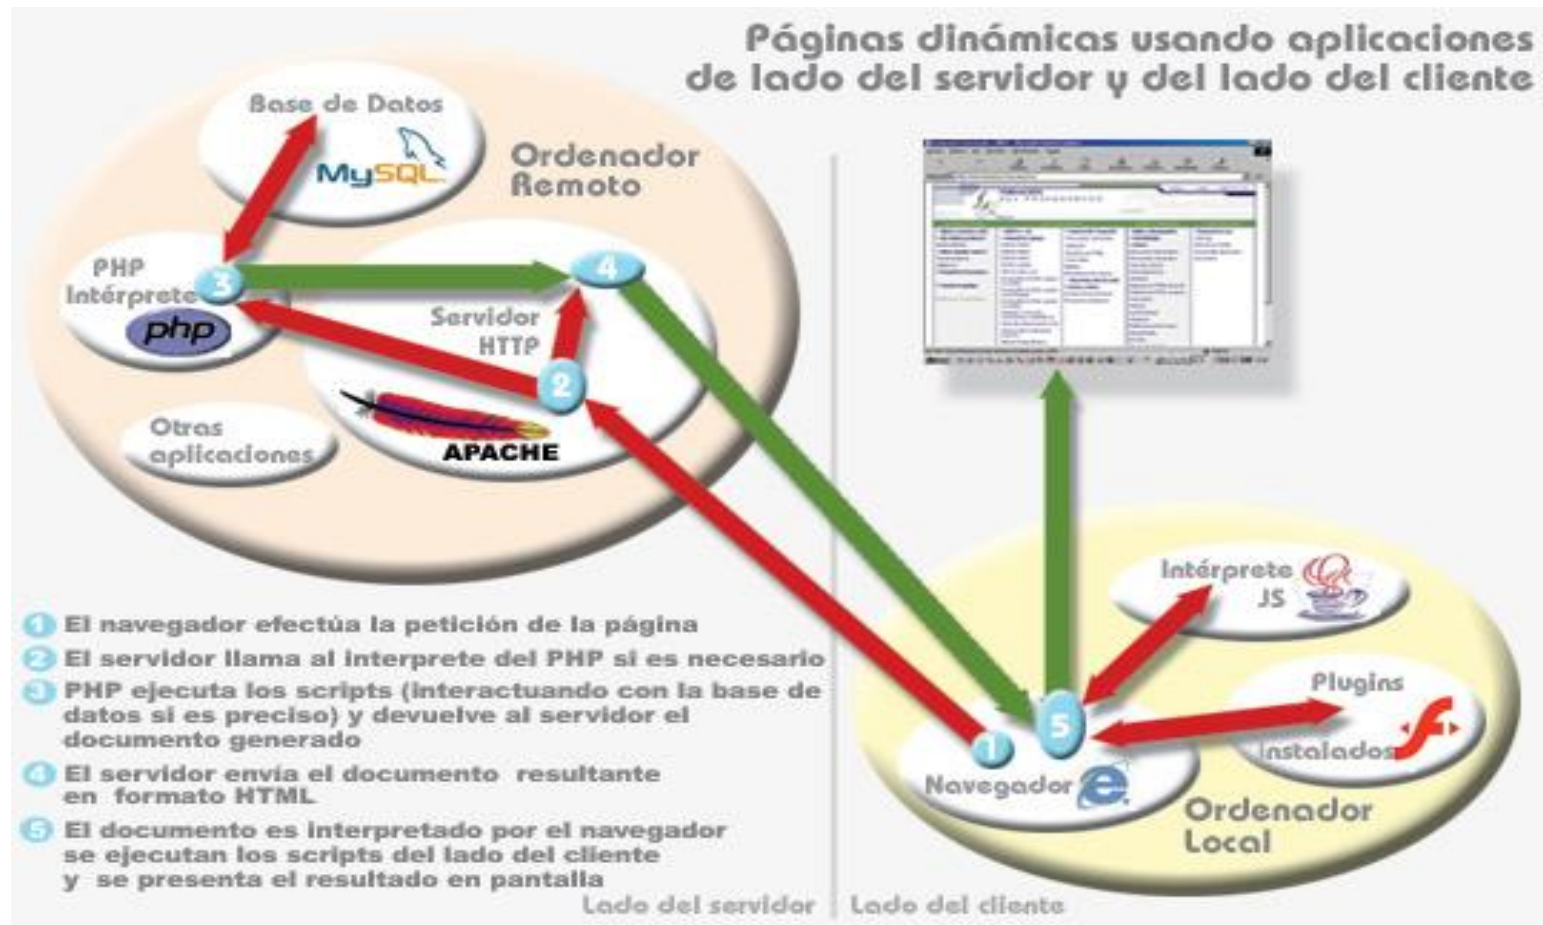 Páginas dinámicas usando aplicaciones
de lado del servidor y del lado del cliente
Base de Datos
MySQL
Ordenador
Remoto
PHP
Intérprete
php
3
4
Servidor
HTTP
2
APACHE
Otras
aplicaciones
Intérprete
JS
Plugins
Instalados
1
5
Navegador
Ordenador
Local
1 El navegador efectúa la petición de la página
2 El servidor llama al interprete del PHP si es necesario
3 PHP ejecuta los scripts (interactuando con la base de
datos si es preciso) y devuelve al servidor el
documento generado
4 El servidor envía el documento resultante
en formato HTML
5 El documento es interpretado por el navegador
se ejecutan los scripts del lado del cliente
y se presenta el resultado en pantalla
Lado del servidor
Lado del cliente